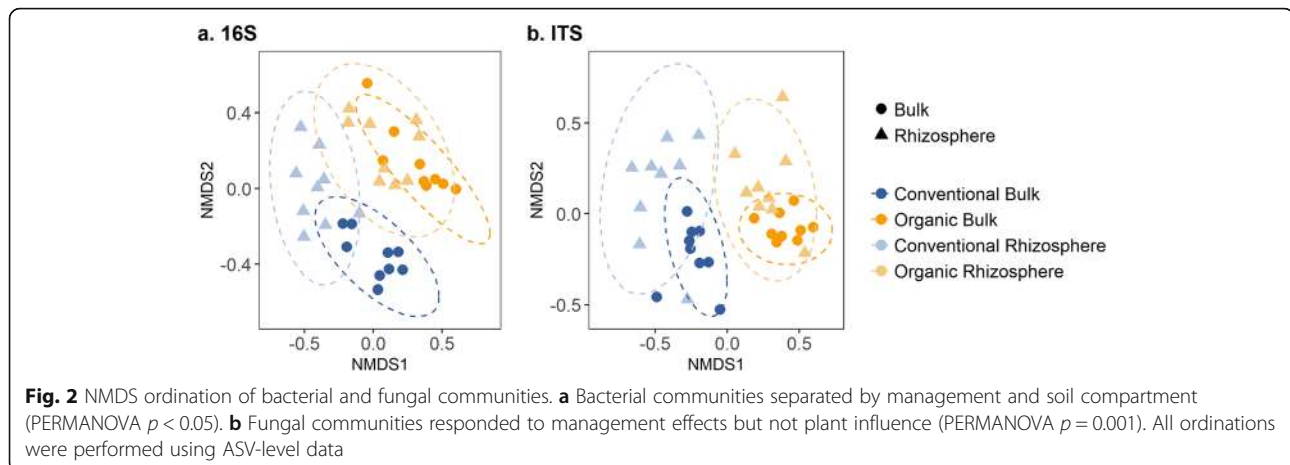 a. 16S
b. ITS
NMDS2
0.4
0.0
-0.4
-0.5
0.0
0.5
NMDS1
NMDS2
0.5
0.0
-0.5
-0.5
0.0
0.5
NMDS1
Bulk
Rhizosphere
Conventional Bulk
Organic Bulk
Conventional Rhizosphere
Organic Rhizosphere
Fig. 2 NMDS ordination of bacterial and fungal communities. a Bacterial communities separated by management and soil compartment
(PERMANOVA p < 0.05). b Fungal communities responded to management effects but not plant influence (PERMANOVA p = 0.001). All ordinations
were performed using ASV-level data